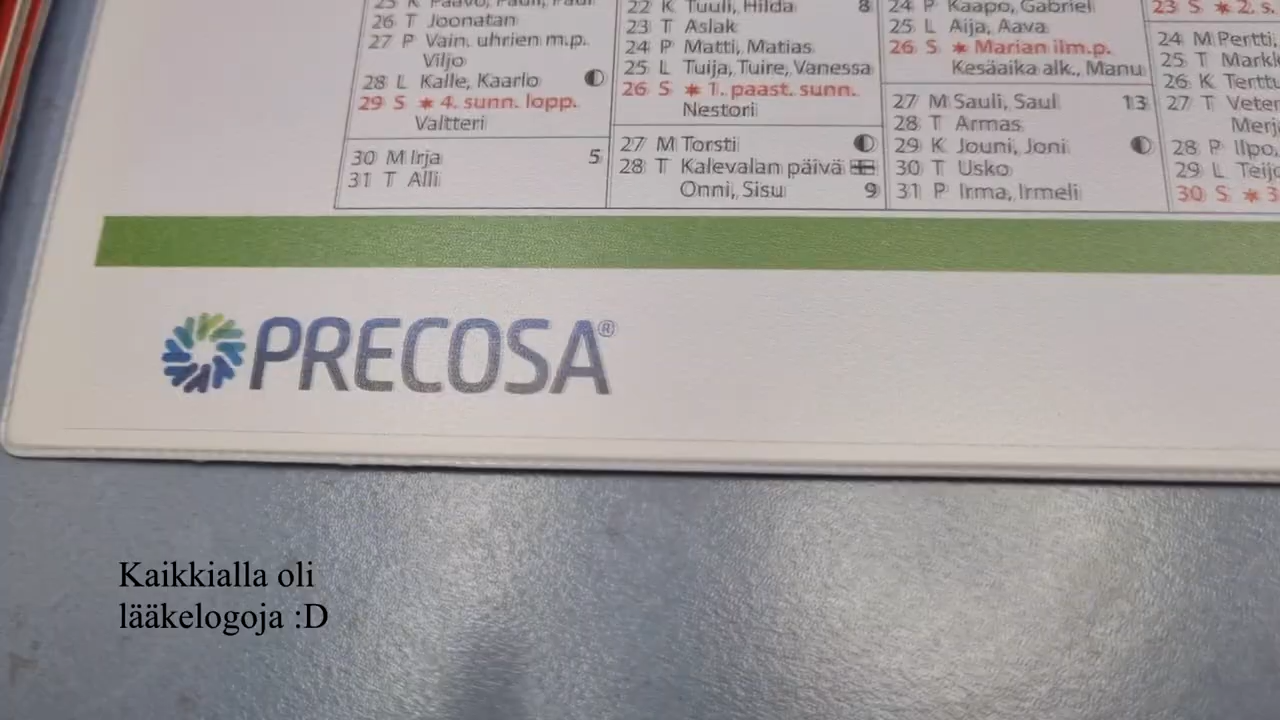 26 T Joonatan
27 P Vain. uhrien m.p.
Viljo
28 L Kalle, Kaarlo
29 S * 4. sunn. lopp.
Valtteri
30 M Irja 5
31 T Alli
22 K Tuuli, Hilda 8
23 T Aslak
24 P Matti, Matias
25 L Tuija, Tuire, Vanessa
26 S * 1. paast. sunn.
Nestori
27 M Torsti
28 T Kalevalan päivä
Onni, Sisu 9
24 P Kaapo, Gabriel
25 L Aija, Aava
26 S * Marian ilm.p.
Kesäaika alk., Manu
27 M Sauli, Saul 13
28 T Armas
29 K Jouni, Joni
30 T Usko
31 P Irma, Irmeli
23 S * 2. s.
24 M Pertti,
25 T
26 K
27 T
28 P Ilpo,
29 L
30 S * 3
PRECOSA®
Kaikkialla oli
lääkelogoja :D